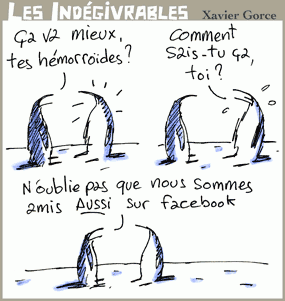 LES INDÉGIVRABLES
Xavier Gorce
Ça va mieux,
tes hémorroïdes?
Comment
sais-tu ça,
toi?
N'oublie pas que nous sommes
amis AUSSI sur facebook